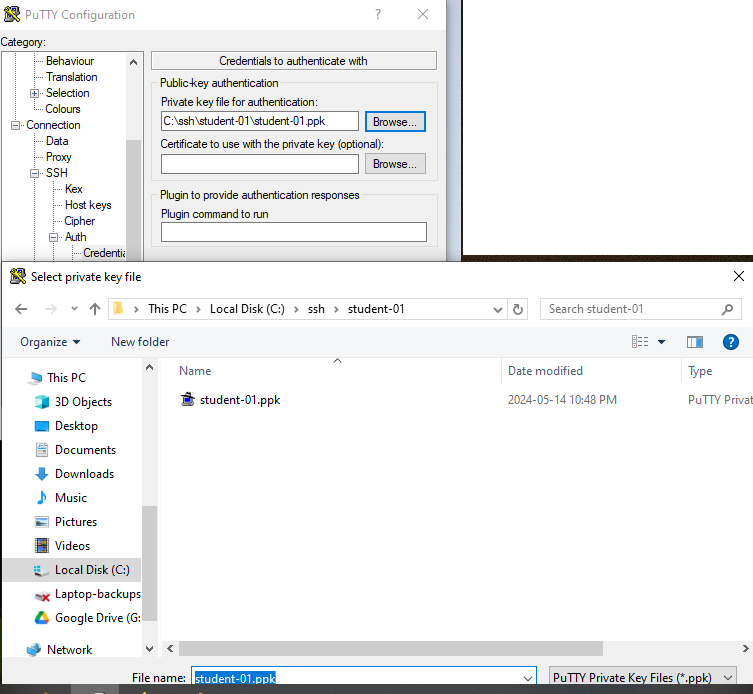 PuTTY Configuration
?
Category:
Behaviour
Translation
Selection
Colours
Connection
Data
Proxy
SSH
Kex
Host keys
Cipher
Auth
Credentia
Credentials to authenticate with
Public-key authentication
Private key file for authentication:
C:\ssh\student-01\student-01.ppk
Browse...
Certificate to use with the private key (optional):
Browse...
Plugin to provide authentication responses
Plugin command to run
Select private key file
This PC > Local Disk (C:) > ssh > student-01
Search student-01
Organize
New folder
?
This PC
3D Objects
Desktop
Documents
Downloads
Music
Pictures
Videos
Local Disk (C:)
Laptop-backups
Google Drive (G:
Network
Name
Date modified
Type
student-01.ppk
2024-05-14 10:48 PM
PuTTY Priva
File name:
student-01.ppk
PuTTY Private Key Files (*.ppk)